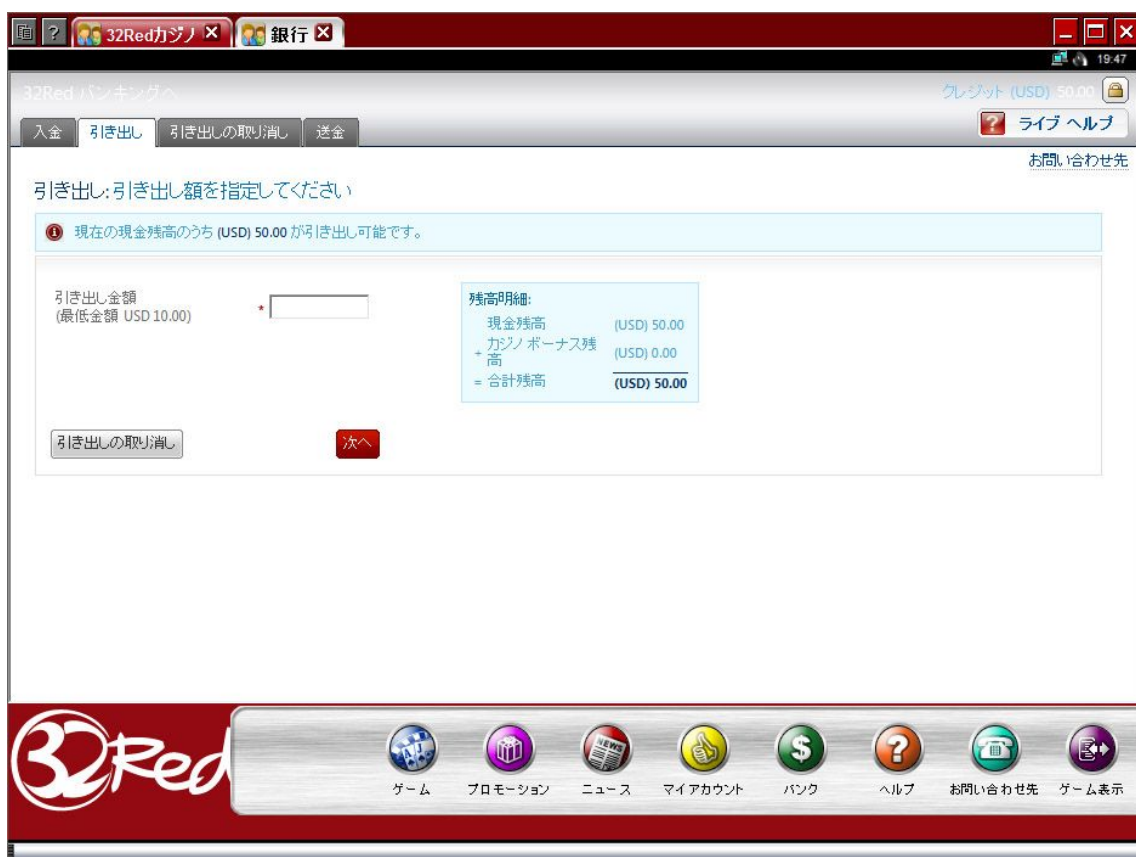 32Redカジノ 銀行
19:47
32Red バンキングへ クレジット (USD) 50.00
入金 引き出し 引き出しの取り消し 送金 ライブ ヘルプ
お問い合わせ先
引き出し:引き出し額を指定してください
現在の現金残高のうち (USD) 50.00 が引き出し可能です。
引き出し金額
(最低金額 USD 10.00) *
残高明細:
現金残高 (USD) 50.00
+ カジノ ボーナス残
高 (USD) 0.00
= 合計残高 (USD) 50.00
引き出しの取り消し 次へ
32Red
NEWS
ゲーム プロモーション ニュース マイアカウント バンク ヘルプ お問い合わせ先 ゲーム表示